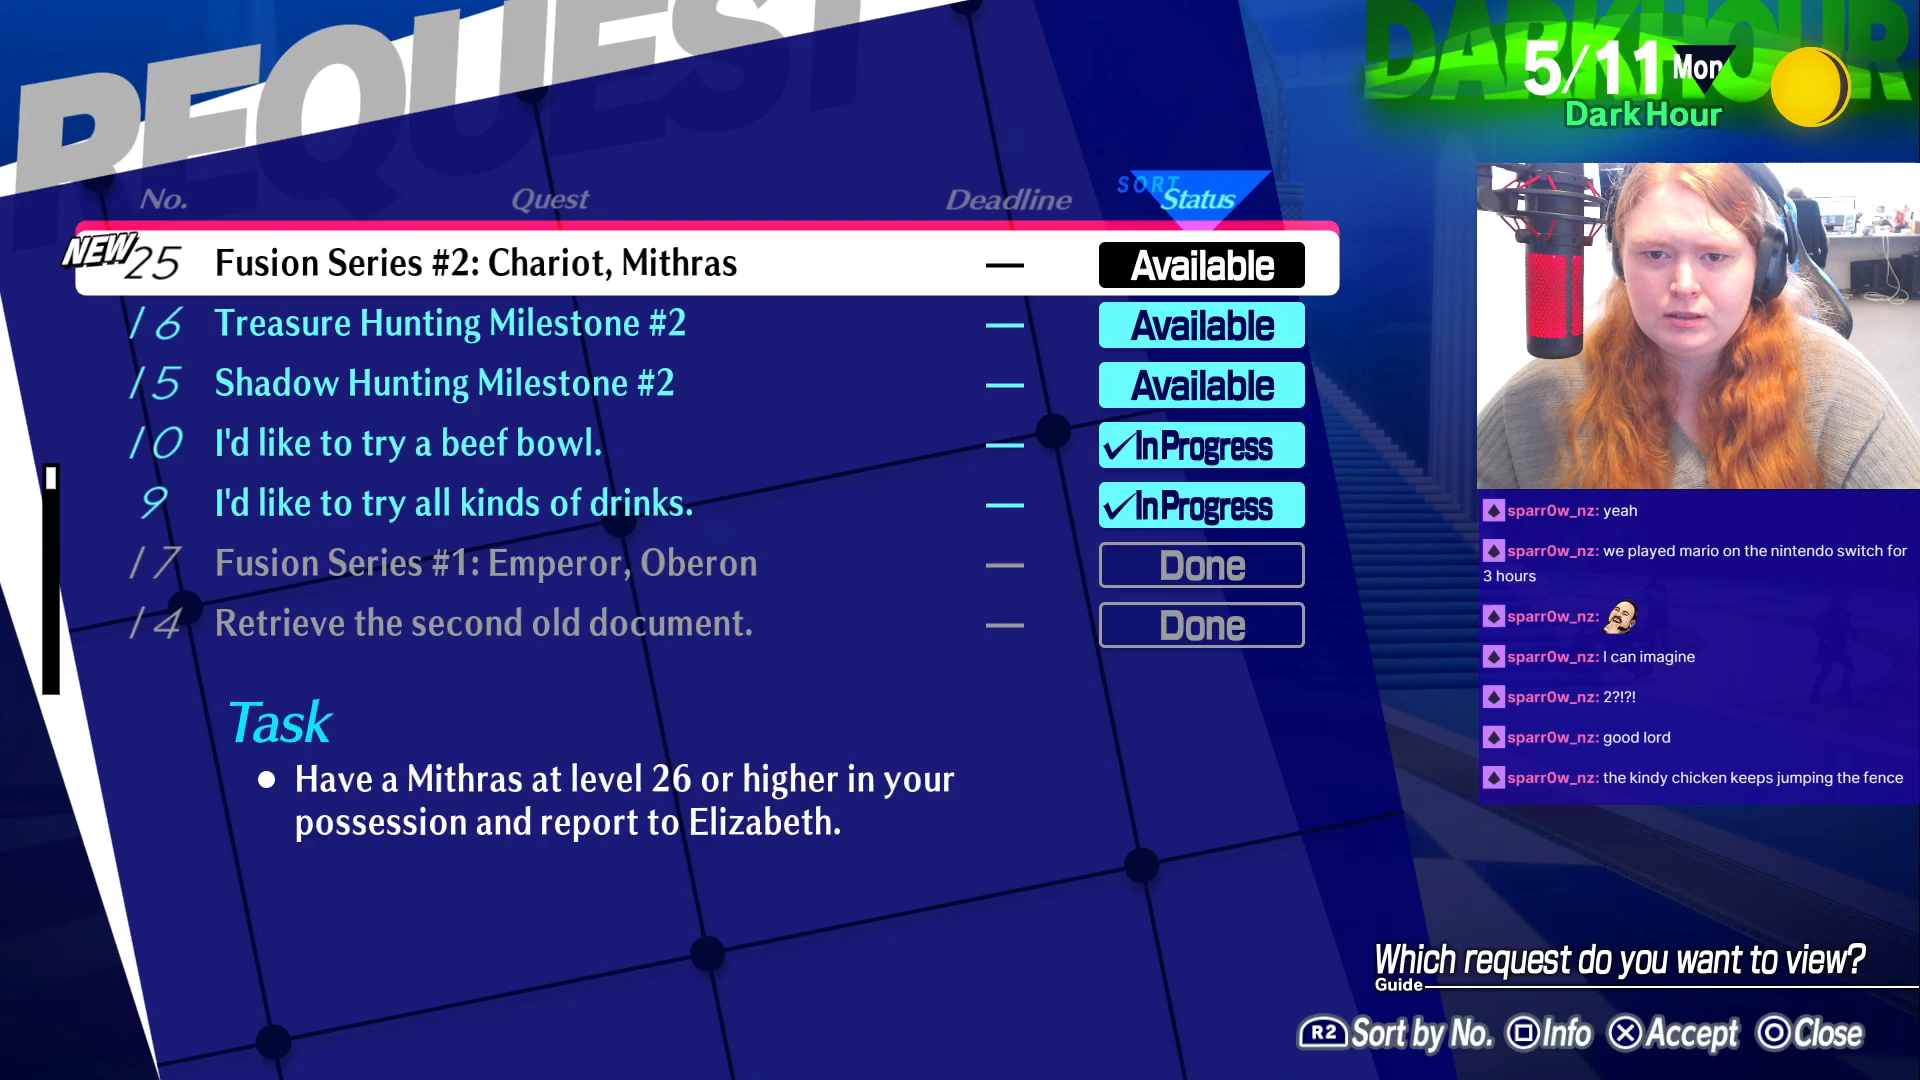 REQUEST
DARK HOUR
5/11 Mon
Dark Hour
No. Quest Deadline SORT Status
NEW 25 Fusion Series #2: Chariot, Mithras — Available
16 Treasure Hunting Milestone #2 — Available
15 Shadow Hunting Milestone #2 — Available
10 I'd like to try a beef bowl. — ✓In Progress
9 I'd like to try all kinds of drinks. — ✓In Progress
17 Fusion Series #1: Emperor, Oberon — Done
14 Retrieve the second old document. — Done
Task
• Have a Mithras at level 26 or higher in your
possession and report to Elizabeth.
sparr0w_nz: yeah
sparr0w_nz: we played mario on the nintendo switch for
3 hours
sparr0w_nz:
sparr0w_nz: I can imagine
sparr0w_nz: 2?!?!
sparr0w_nz: good lord
sparr0w_nz: the kindy chicken keeps jumping the fence
Which request do you want to view?
Guide
R2 Sort by No. Info Accept Close